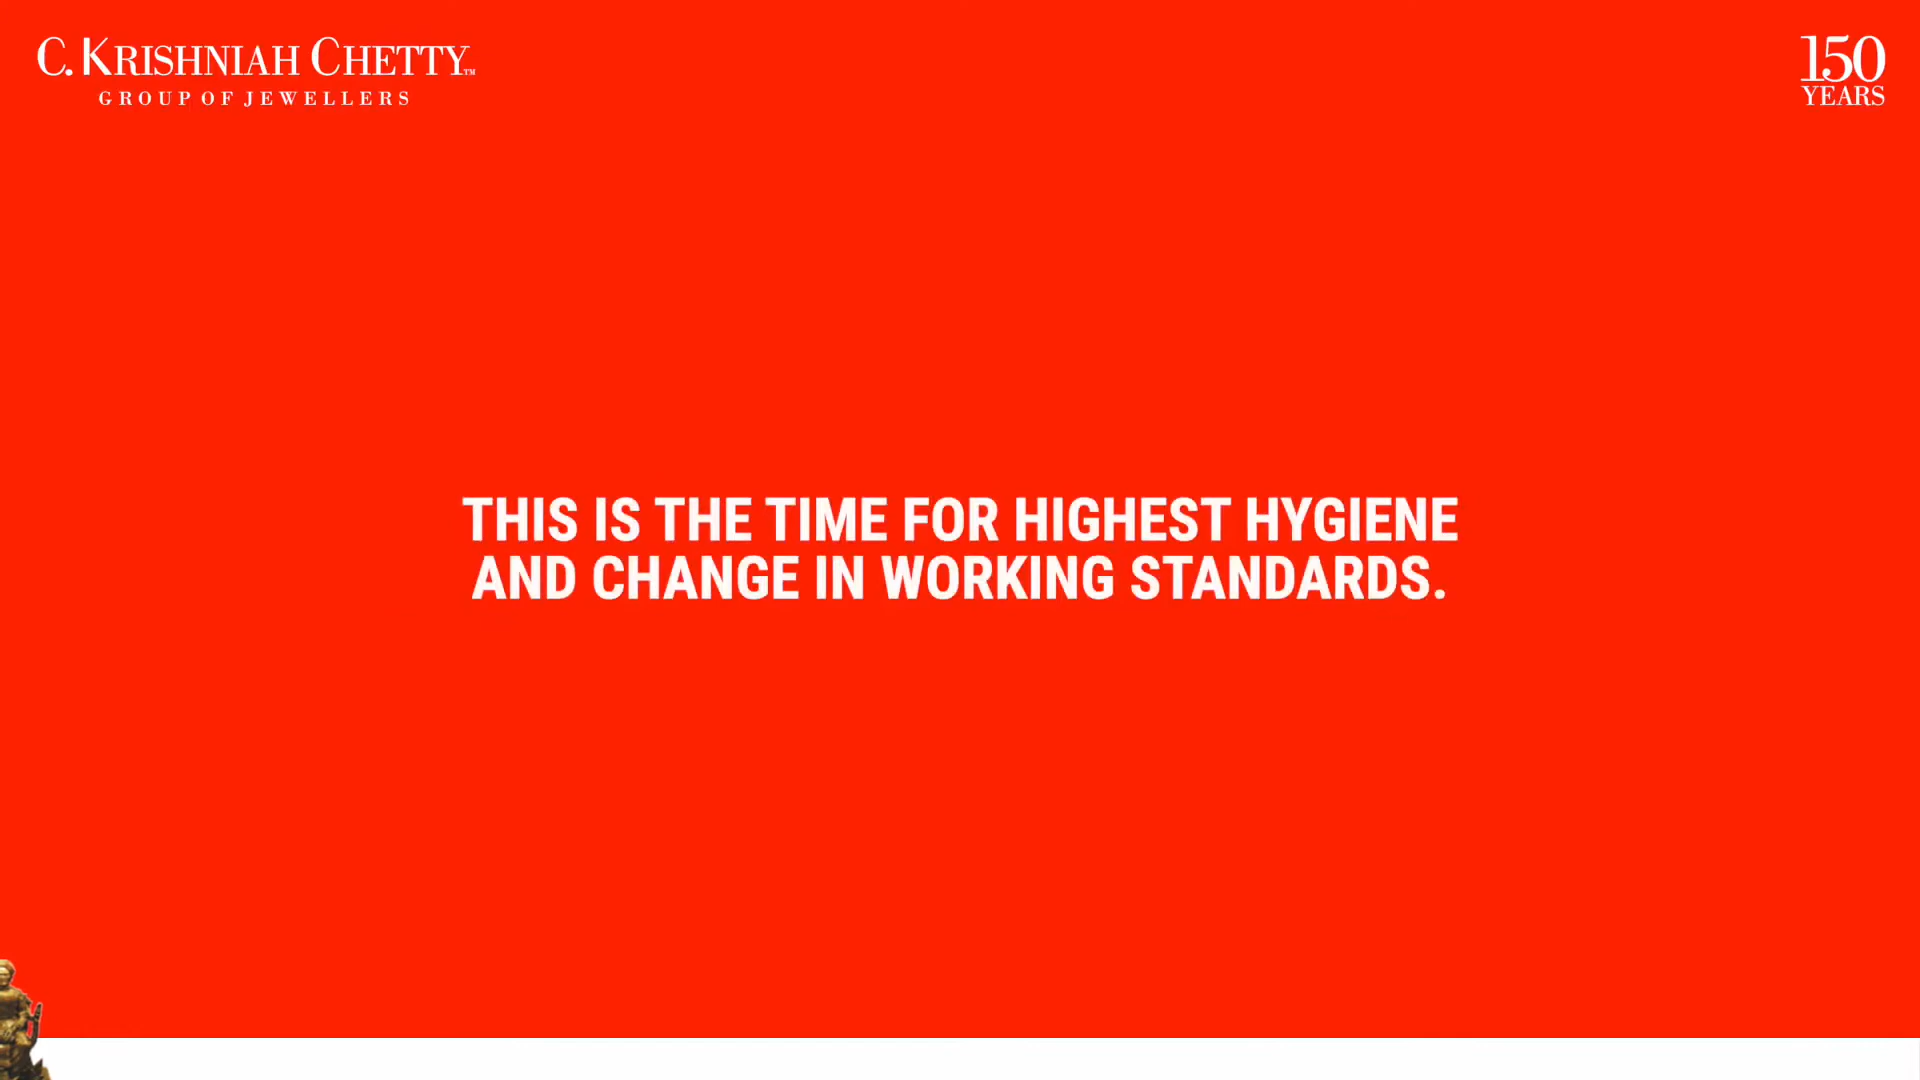 C. KRISHNIAH CHETTY™
GROUP OF JEWELLERS
150
YEARS
THIS IS THE TIME FOR HIGHEST HYGIENE
AND CHANGE IN WORKING STANDARDS.